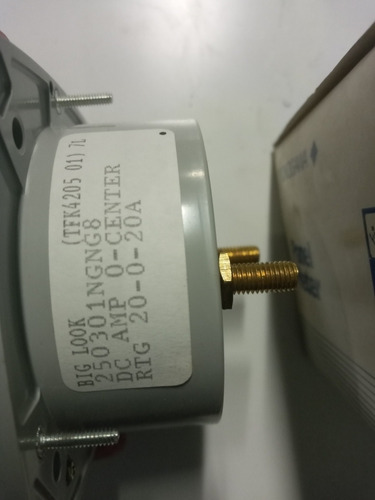 BIG LOOK (TFK4205 01) 7L
250301NGNG8
DC AMP 0-CENTER
RTG 20-0-20A